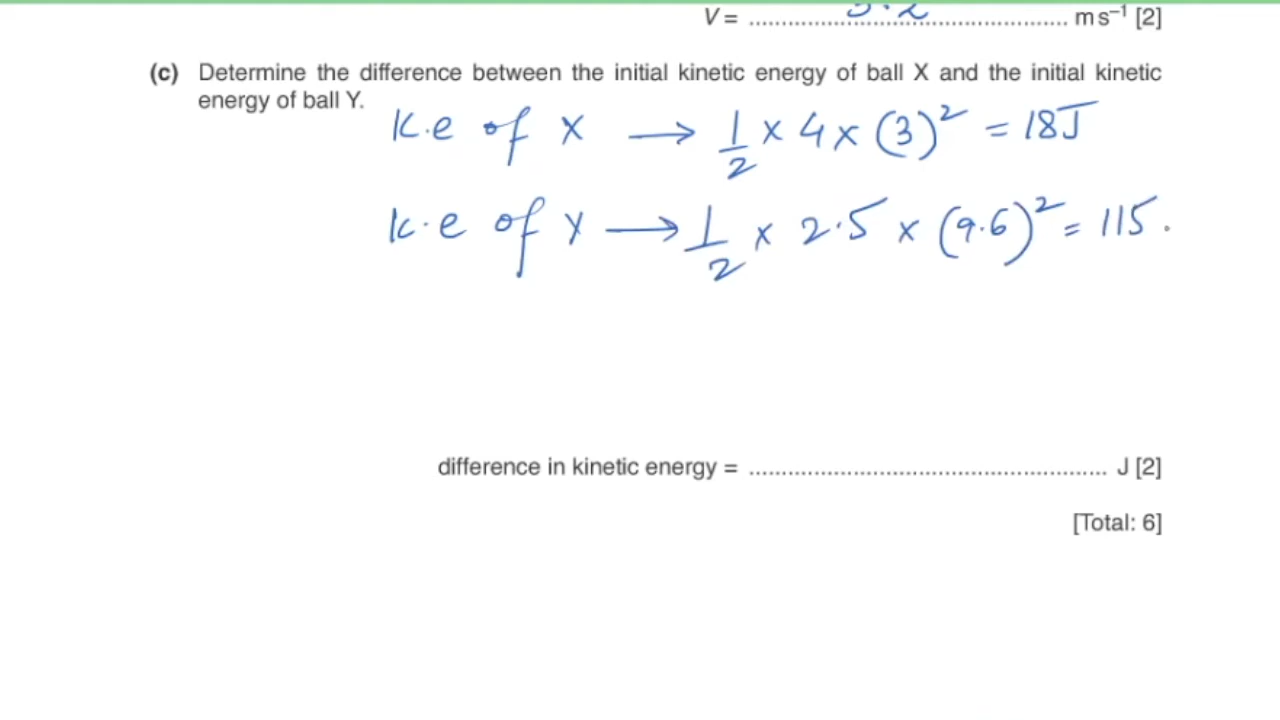 V = 3.2 m s⁻¹ [2]
(c) Determine the difference between the initial kinetic energy of ball X and the initial kinetic
energy of ball Y.
K.e of X → 1/2 × 4 × (3)² = 18J
K.e of Y → 1/2 × 2.5 × (9.6)² = 115.
difference in kinetic energy = .................................................... J [2]
[Total: 6]